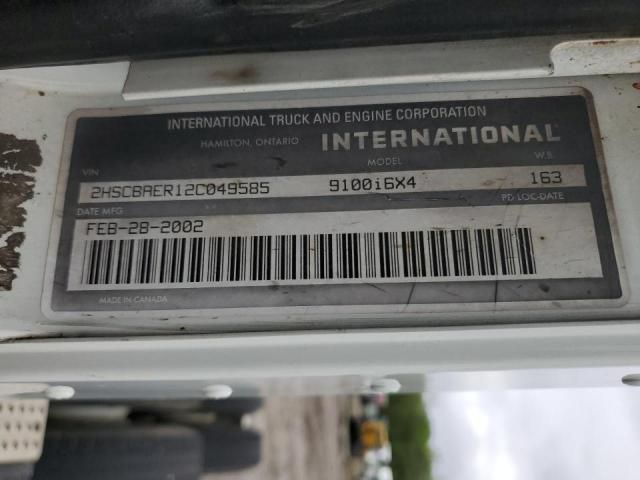 INTERNATIONAL TRUCK AND ENGINE CORPORATION
HAMILTON, ONTARIO INTERNATIONAL
VIN MODEL W.B.
2HSCBAER12C049585 9100i6X4 163
DATE MFG PD LOC-DATE
FEB-28-2002
MADE IN CANADA